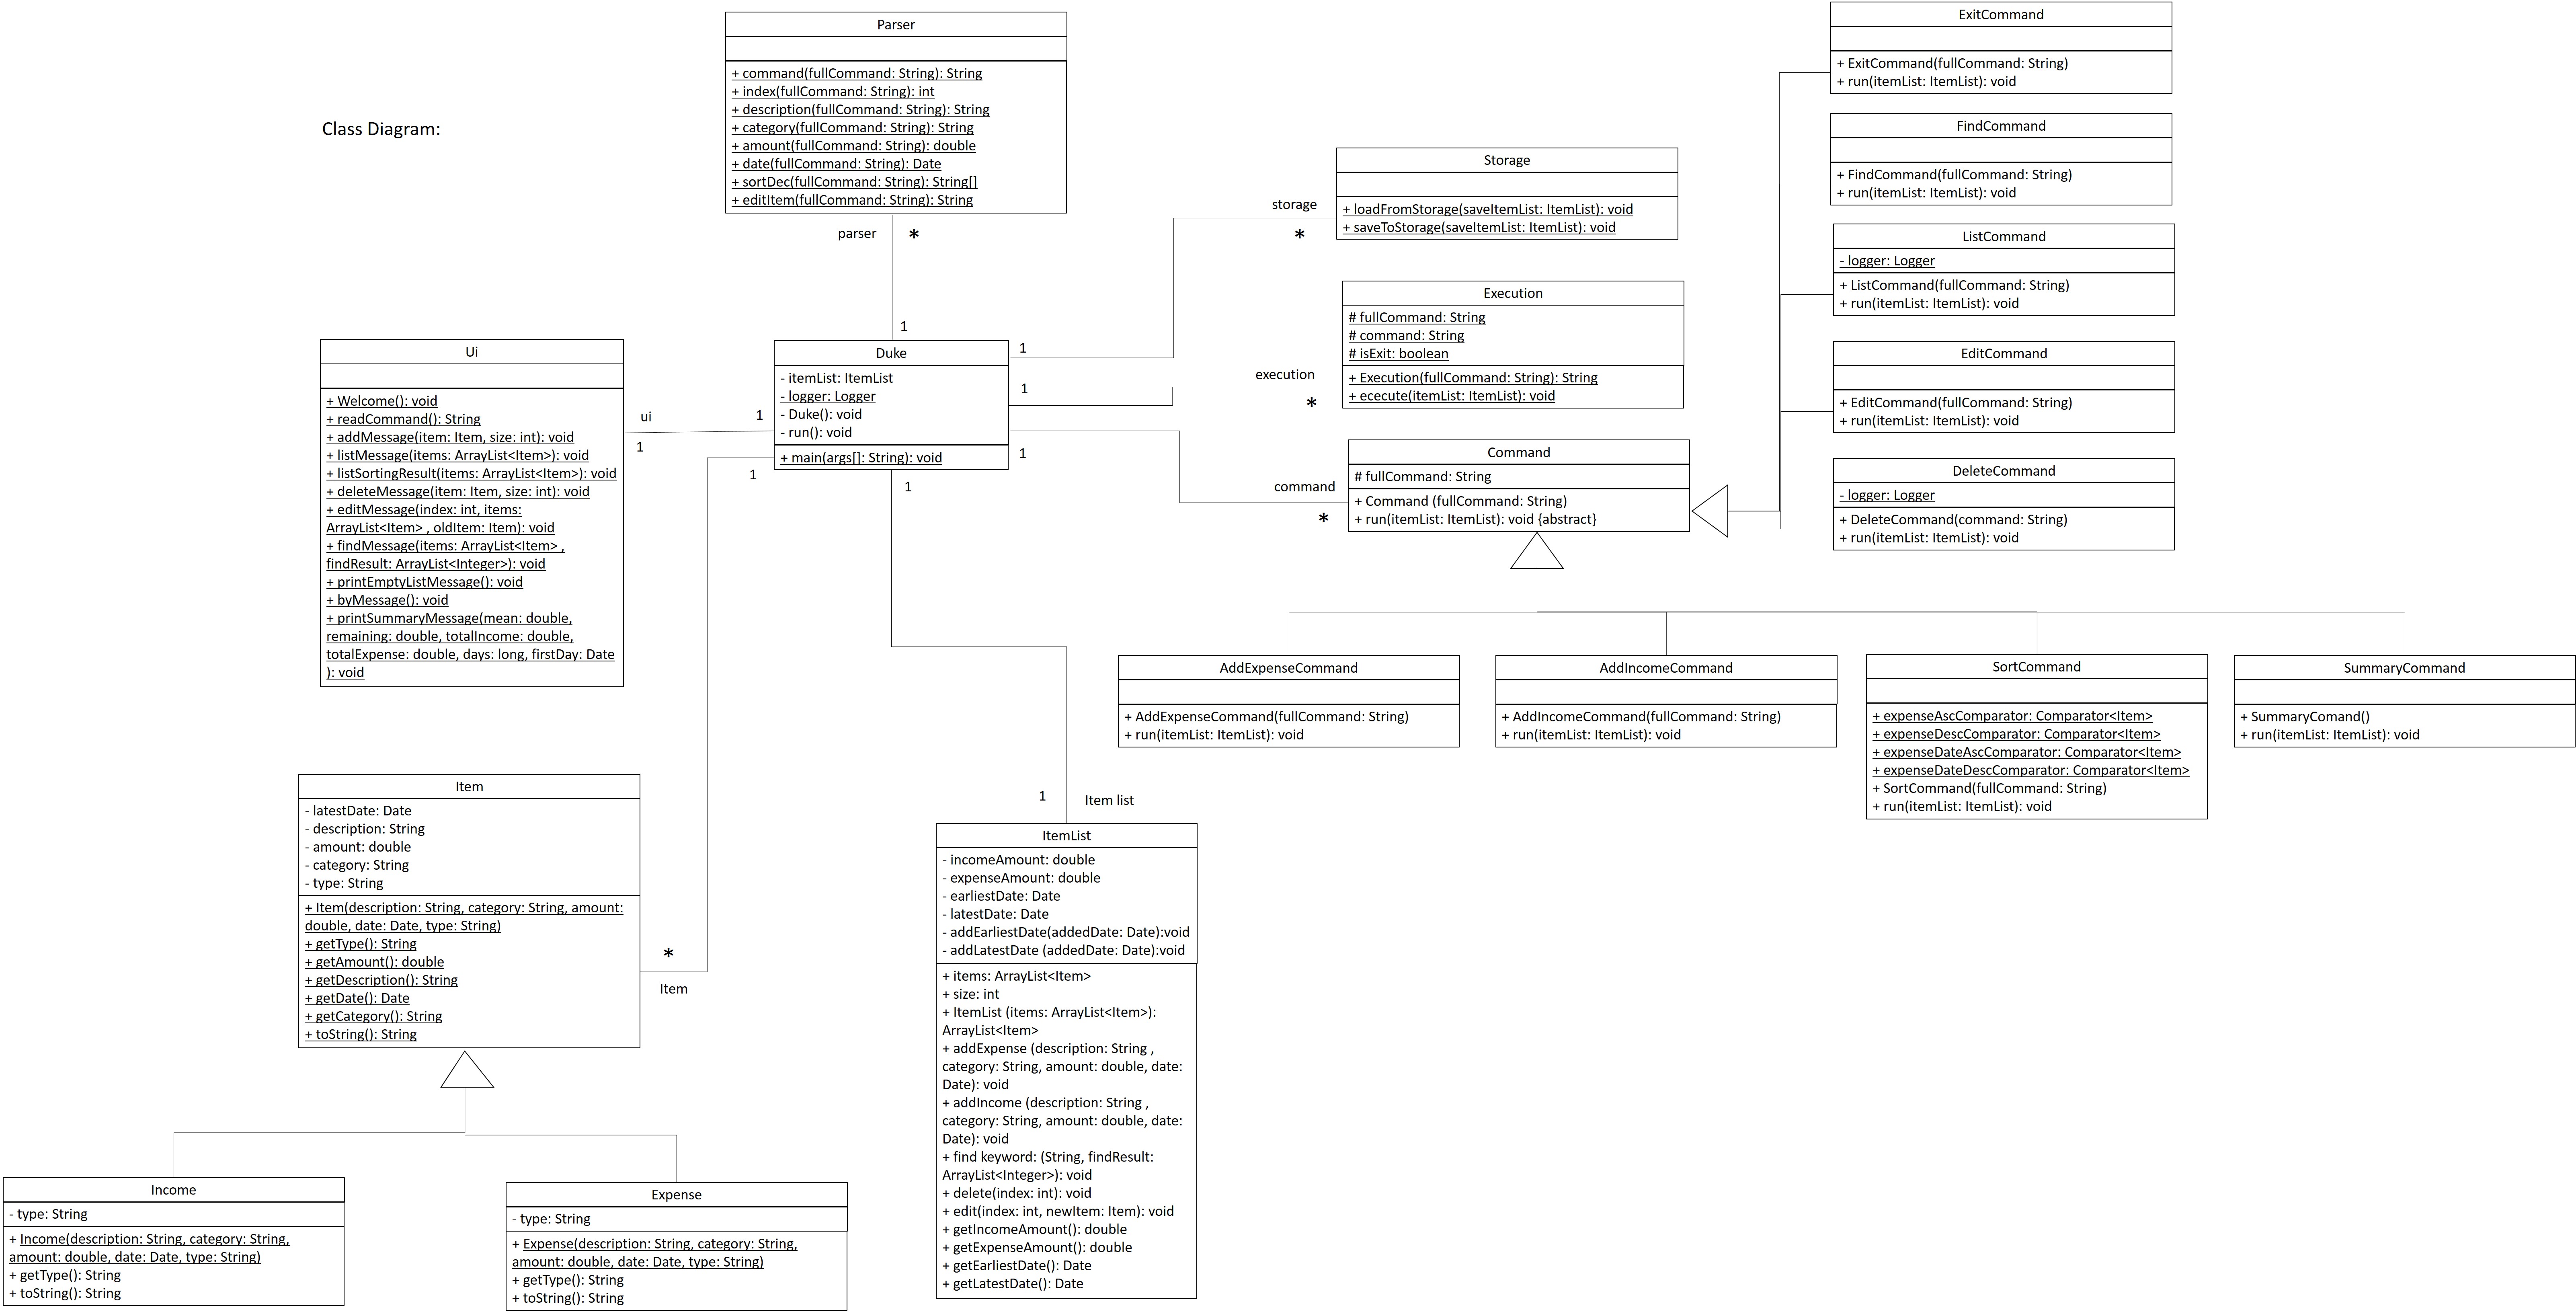 Class Diagram:
Parser
+ command(fullCommand: String): String
+ index(fullCommand: String): int
+ description(fullCommand: String): String
+ category(fullCommand: String): String
+ amount(fullCommand: String): double
+ date(fullCommand: String): Date
+ sortDec(fullCommand: String): String[]
+ editItem(fullCommand: String): String
parser
*
1
Ui
+ Welcome(): void
+ readCommand(): String
+ addMessage(item: Item, size: int): void
+ listMessage(items: ArrayList<Item>): void
+ listSortingResult(items: ArrayList<Item>): void
+ deleteMessage(item: Item, size: int): void
+ editMessage(index: int, items:
ArrayList<Item> , oldItem: Item): void
+ findMessage(items: ArrayList<Item> ,
findResult: ArrayList<Integer>): void
+ printEmptyListMessage(): void
+ byMessage(): void
+ printSummaryMessage(mean: double,
remaining: double, totalIncome: double,
totalExpense: double, days: long, firstDay: Date
): void
ui
1
1
Duke
- itemList: ItemList
- logger: Logger
- Duke(): void
- run(): void
+ main(args[]: String): void
1
1
1
1
1
storage
*
Storage
+ loadFromStorage(saveItemList: ItemList): void
+ saveToStorage(saveItemList: ItemList): void
execution
*
Execution
# fullCommand: String
# command: String
# isExit: boolean
+ Execution(fullCommand: String): String
+ ececute(itemList: ItemList): void
command
*
Command
# fullCommand: String
+ Command (fullCommand: String)
+ run(itemList: ItemList): void {abstract}
ExitCommand
+ ExitCommand(fullCommand: String)
+ run(itemList: ItemList): void
FindCommand
+ FindCommand(fullCommand: String)
+ run(itemList: ItemList): void
ListCommand
- logger: Logger
+ ListCommand(fullCommand: String)
+ run(itemList: ItemList): void
EditCommand
+ EditCommand(fullCommand: String)
+ run(itemList: ItemList): void
DeleteCommand
- logger: Logger
+ DeleteCommand(command: String)
+ run(itemList: ItemList): void
AddExpenseCommand
+ AddExpenseCommand(fullCommand: String)
+ run(itemList: ItemList): void
AddIncomeCommand
+ AddIncomeCommand(fullCommand: String)
+ run(itemList: ItemList): void
SortCommand
+ expenseAscComparator: Comparator<Item>
+ expenseDescComparator: Comparator<Item>
+ expenseDateAscComparator: Comparator<Item>
+ expenseDateDescComparator: Comparator<Item>
+ SortCommand(fullCommand: String)
+ run(itemList: ItemList): void
SummaryCommand
+ SummaryComand()
+ run(itemList: ItemList): void
Item
- latestDate: Date
- description: String
- amount: double
- category: String
- type: String
+ Item(description: String, category: String, amount:
double, date: Date, type: String)
+ getType(): String
+ getAmount(): double
+ getDescription(): String
+ getDate(): Date
+ getCategory(): String
+ toString(): String
*
Item
1
Item list
ItemList
- incomeAmount: double
- expenseAmount: double
- earliestDate: Date
- latestDate: Date
- addEarliestDate(addedDate: Date):void
- addLatestDate (addedDate: Date):void
+ items: ArrayList<Item>
+ size: int
+ ItemList (items: ArrayList<Item>):
ArrayList<Item>
+ addExpense (description: String ,
category: String, amount: double, date:
Date): void
+ addIncome (description: String ,
category: String, amount: double, date:
Date): void
+ find keyword: (String, findResult:
ArrayList<Integer>): void
+ delete(index: int): void
+ edit(index: int, newItem: Item): void
+ getIncomeAmount(): double
+ getExpenseAmount(): double
+ getEarliestDate(): Date
+ getLatestDate(): Date
Income
- type: String
+ Income(description: String, category: String,
amount: double, date: Date, type: String)
+ getType(): String
+ toString(): String
Expense
- type: String
+ Expense(description: String, category: String,
amount: double, date: Date, type: String)
+ getType(): String
+ toString(): String